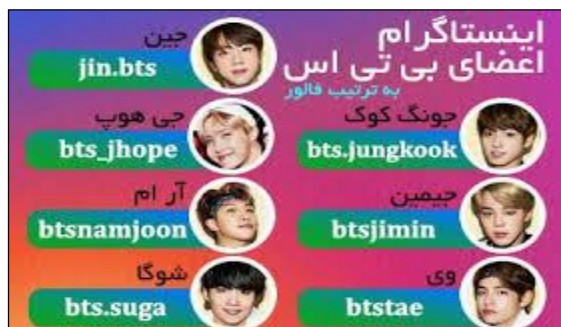 اینستاگرام
اعضای بی تی اس
به ترتیب فالور
جونگ کوک
bts.jungkook
جیمین
btsjimin
وی
btstae
جین
jin.bts
جی هوپ
bts_jhope
آر ام
btsnamjoon
شوگا
bts.suga